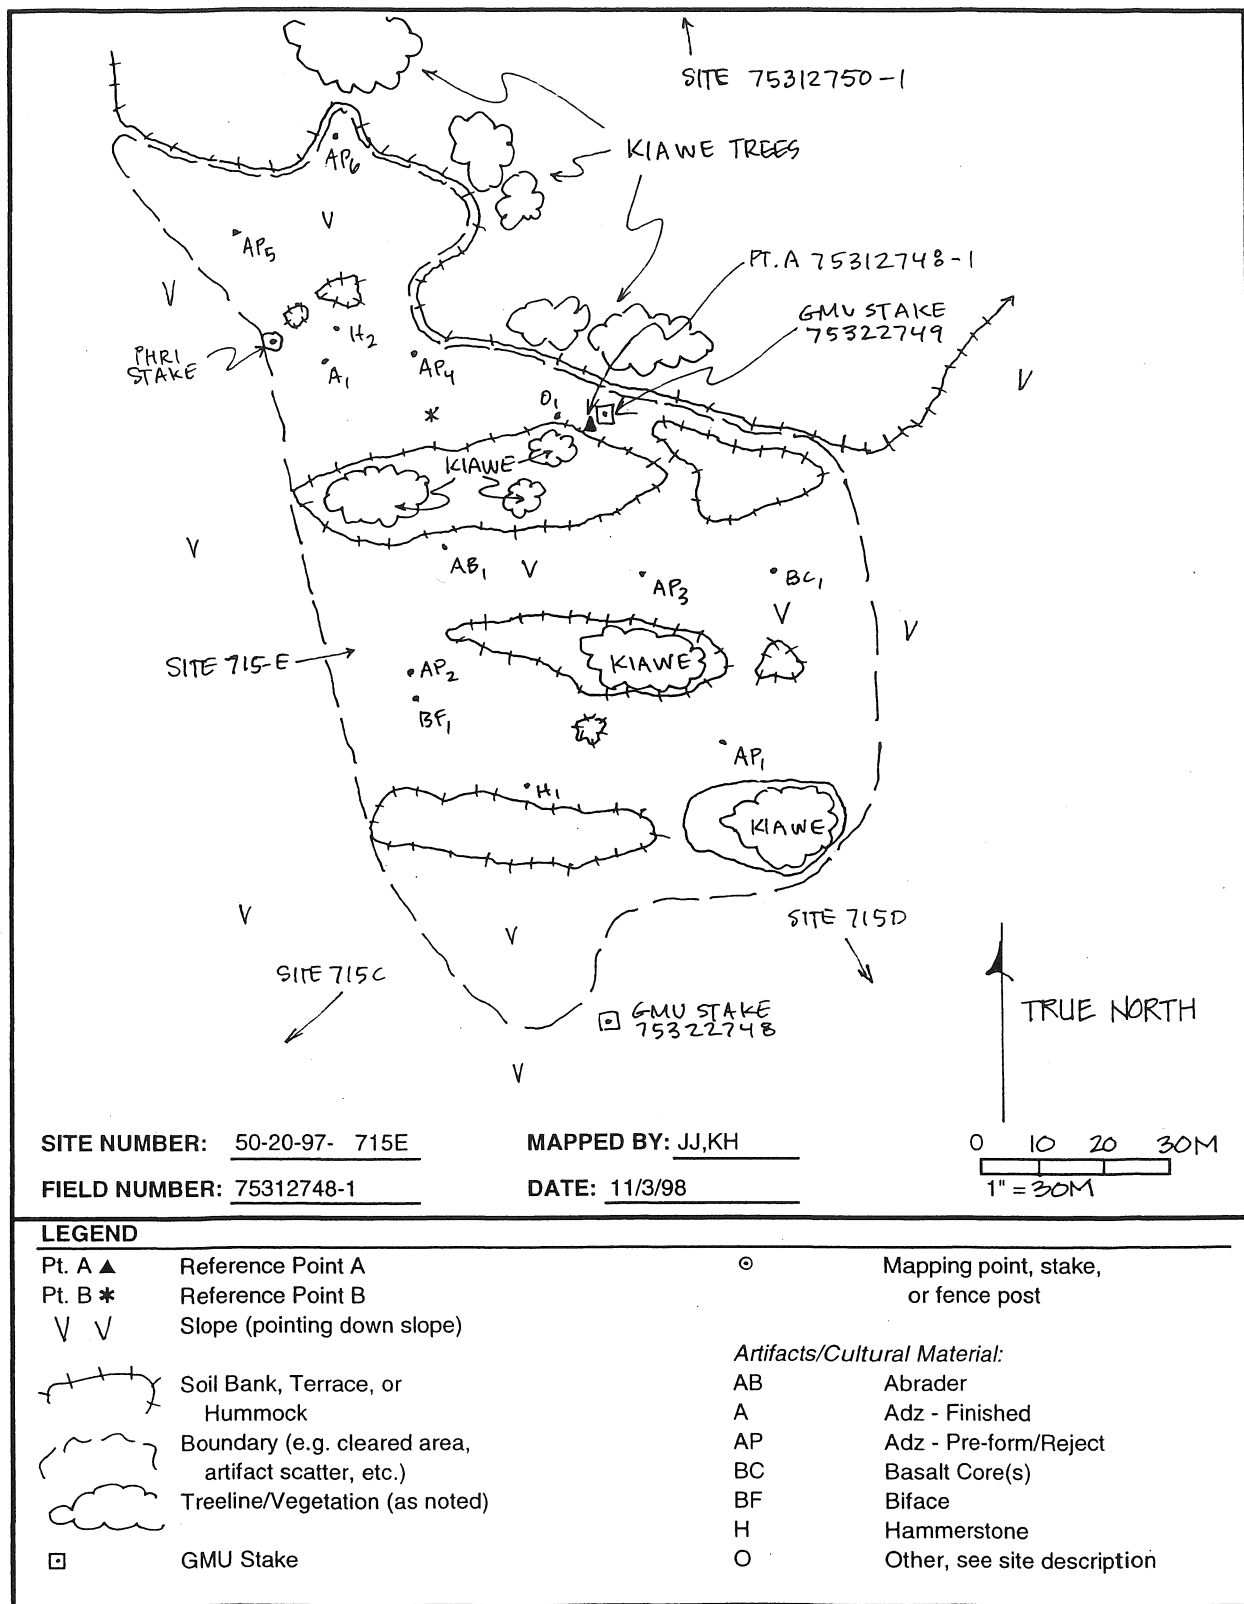 SITE 75312750-1
KIAWE TREES
AP6
V
AP5
PT.A 75312748-1
V
GMU STAKE
75322749
H2
PHRI
STAKE
A1
AP4
V
O1
*
KIAWE
V
AB1
V
AP3
BC1
V
V
SITE 715-E
AP2
KIAWE
BF1
AP1
H1
KIAWE
V
SITE 715D
V
SITE 715C
GMU STAKE
75322748
TRUE NORTH
V
SITE NUMBER: 50-20-97- 715E
MAPPED BY: JJ,KH
0 10 20 30M
FIELD NUMBER: 75312748-1
DATE: 11/3/98
1" = 30M
LEGEND
Pt. A ▲ Reference Point A
Pt. B * Reference Point B
V V Slope (pointing down slope)
Soil Bank, Terrace, or
Hummock
Boundary (e.g. cleared area,
artifact scatter, etc.)
Treeline/Vegetation (as noted)
GMU Stake
Mapping point, stake,
or fence post
Artifacts/Cultural Material:
AB Abrader
A Adz - Finished
AP Adz - Pre-form/Reject
BC Basalt Core(s)
BF Biface
H Hammerstone
O Other, see site description